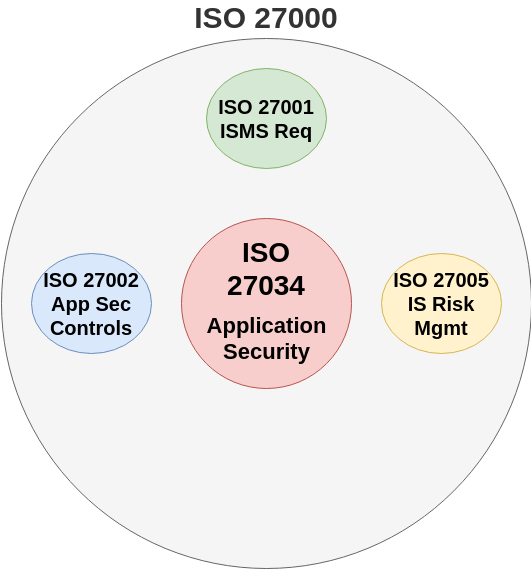 ISO 27000
ISO 27001
ISMS Req
ISO
27034
Application
Security
ISO 27002
App Sec
Controls
ISO 27005
IS Risk
Mgmt